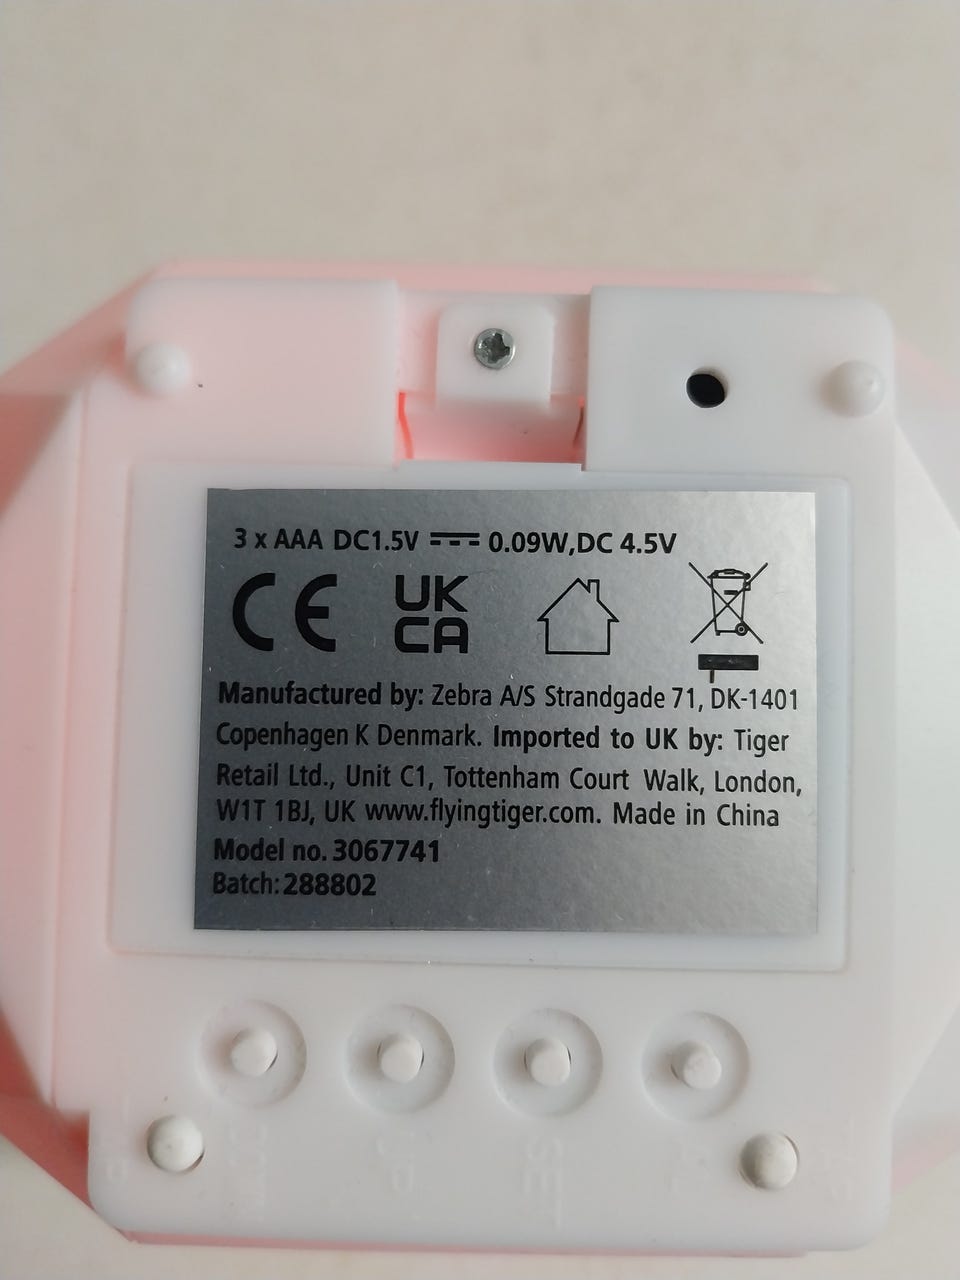 3 x AAA DC1.5V ⎓ 0.09W,DC 4.5V
CE UK
CA
Manufactured by: Zebra A/S Strandgade 71, DK-1401
Copenhagen K Denmark. Imported to UK by: Tiger
Retail Ltd., Unit C1, Tottenham Court Walk, London,
W1T 1BJ, UK www.flyingtiger.com. Made in China
Model no. 3067741
Batch: 288802
UP